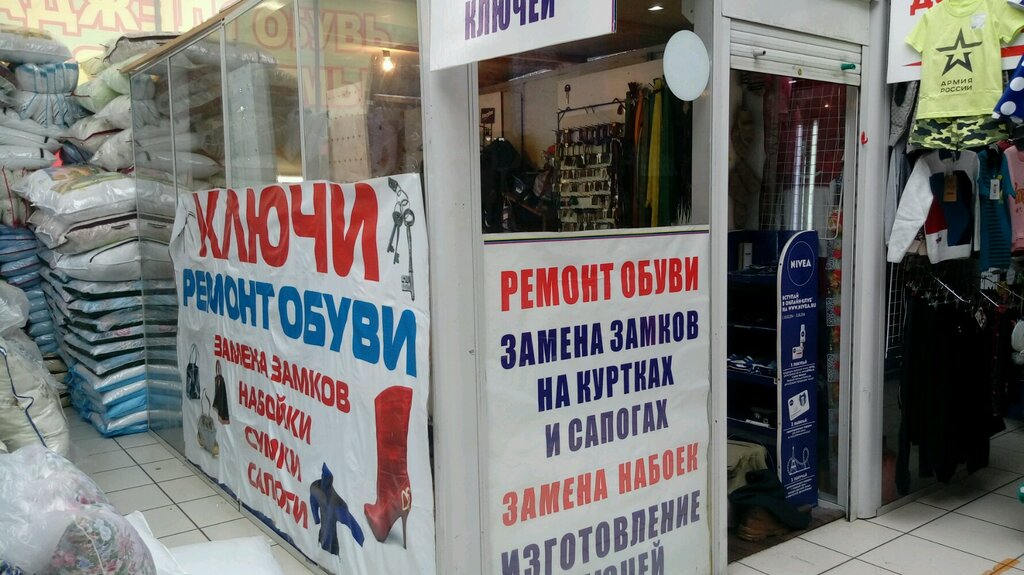 ОБУВЬ
КЛЮЧЕЙ
КЛЮЧИ
РЕМОНТ ОБУВИ
ЗАМЕНА ЗАМКОВ
НАБОЙКИ
СУМКИ
САПОГИ
РЕМОНТ ОБУВИ
ЗАМЕНА ЗАМКОВ
НА КУРТКАХ
И САПОГАХ
ЗАМЕНА НАБОЕК
ИЗГОТОВЛЕНИЕ
КЛЮЧЕЙ
NIVEA
АРМИЯ
РОССИИ